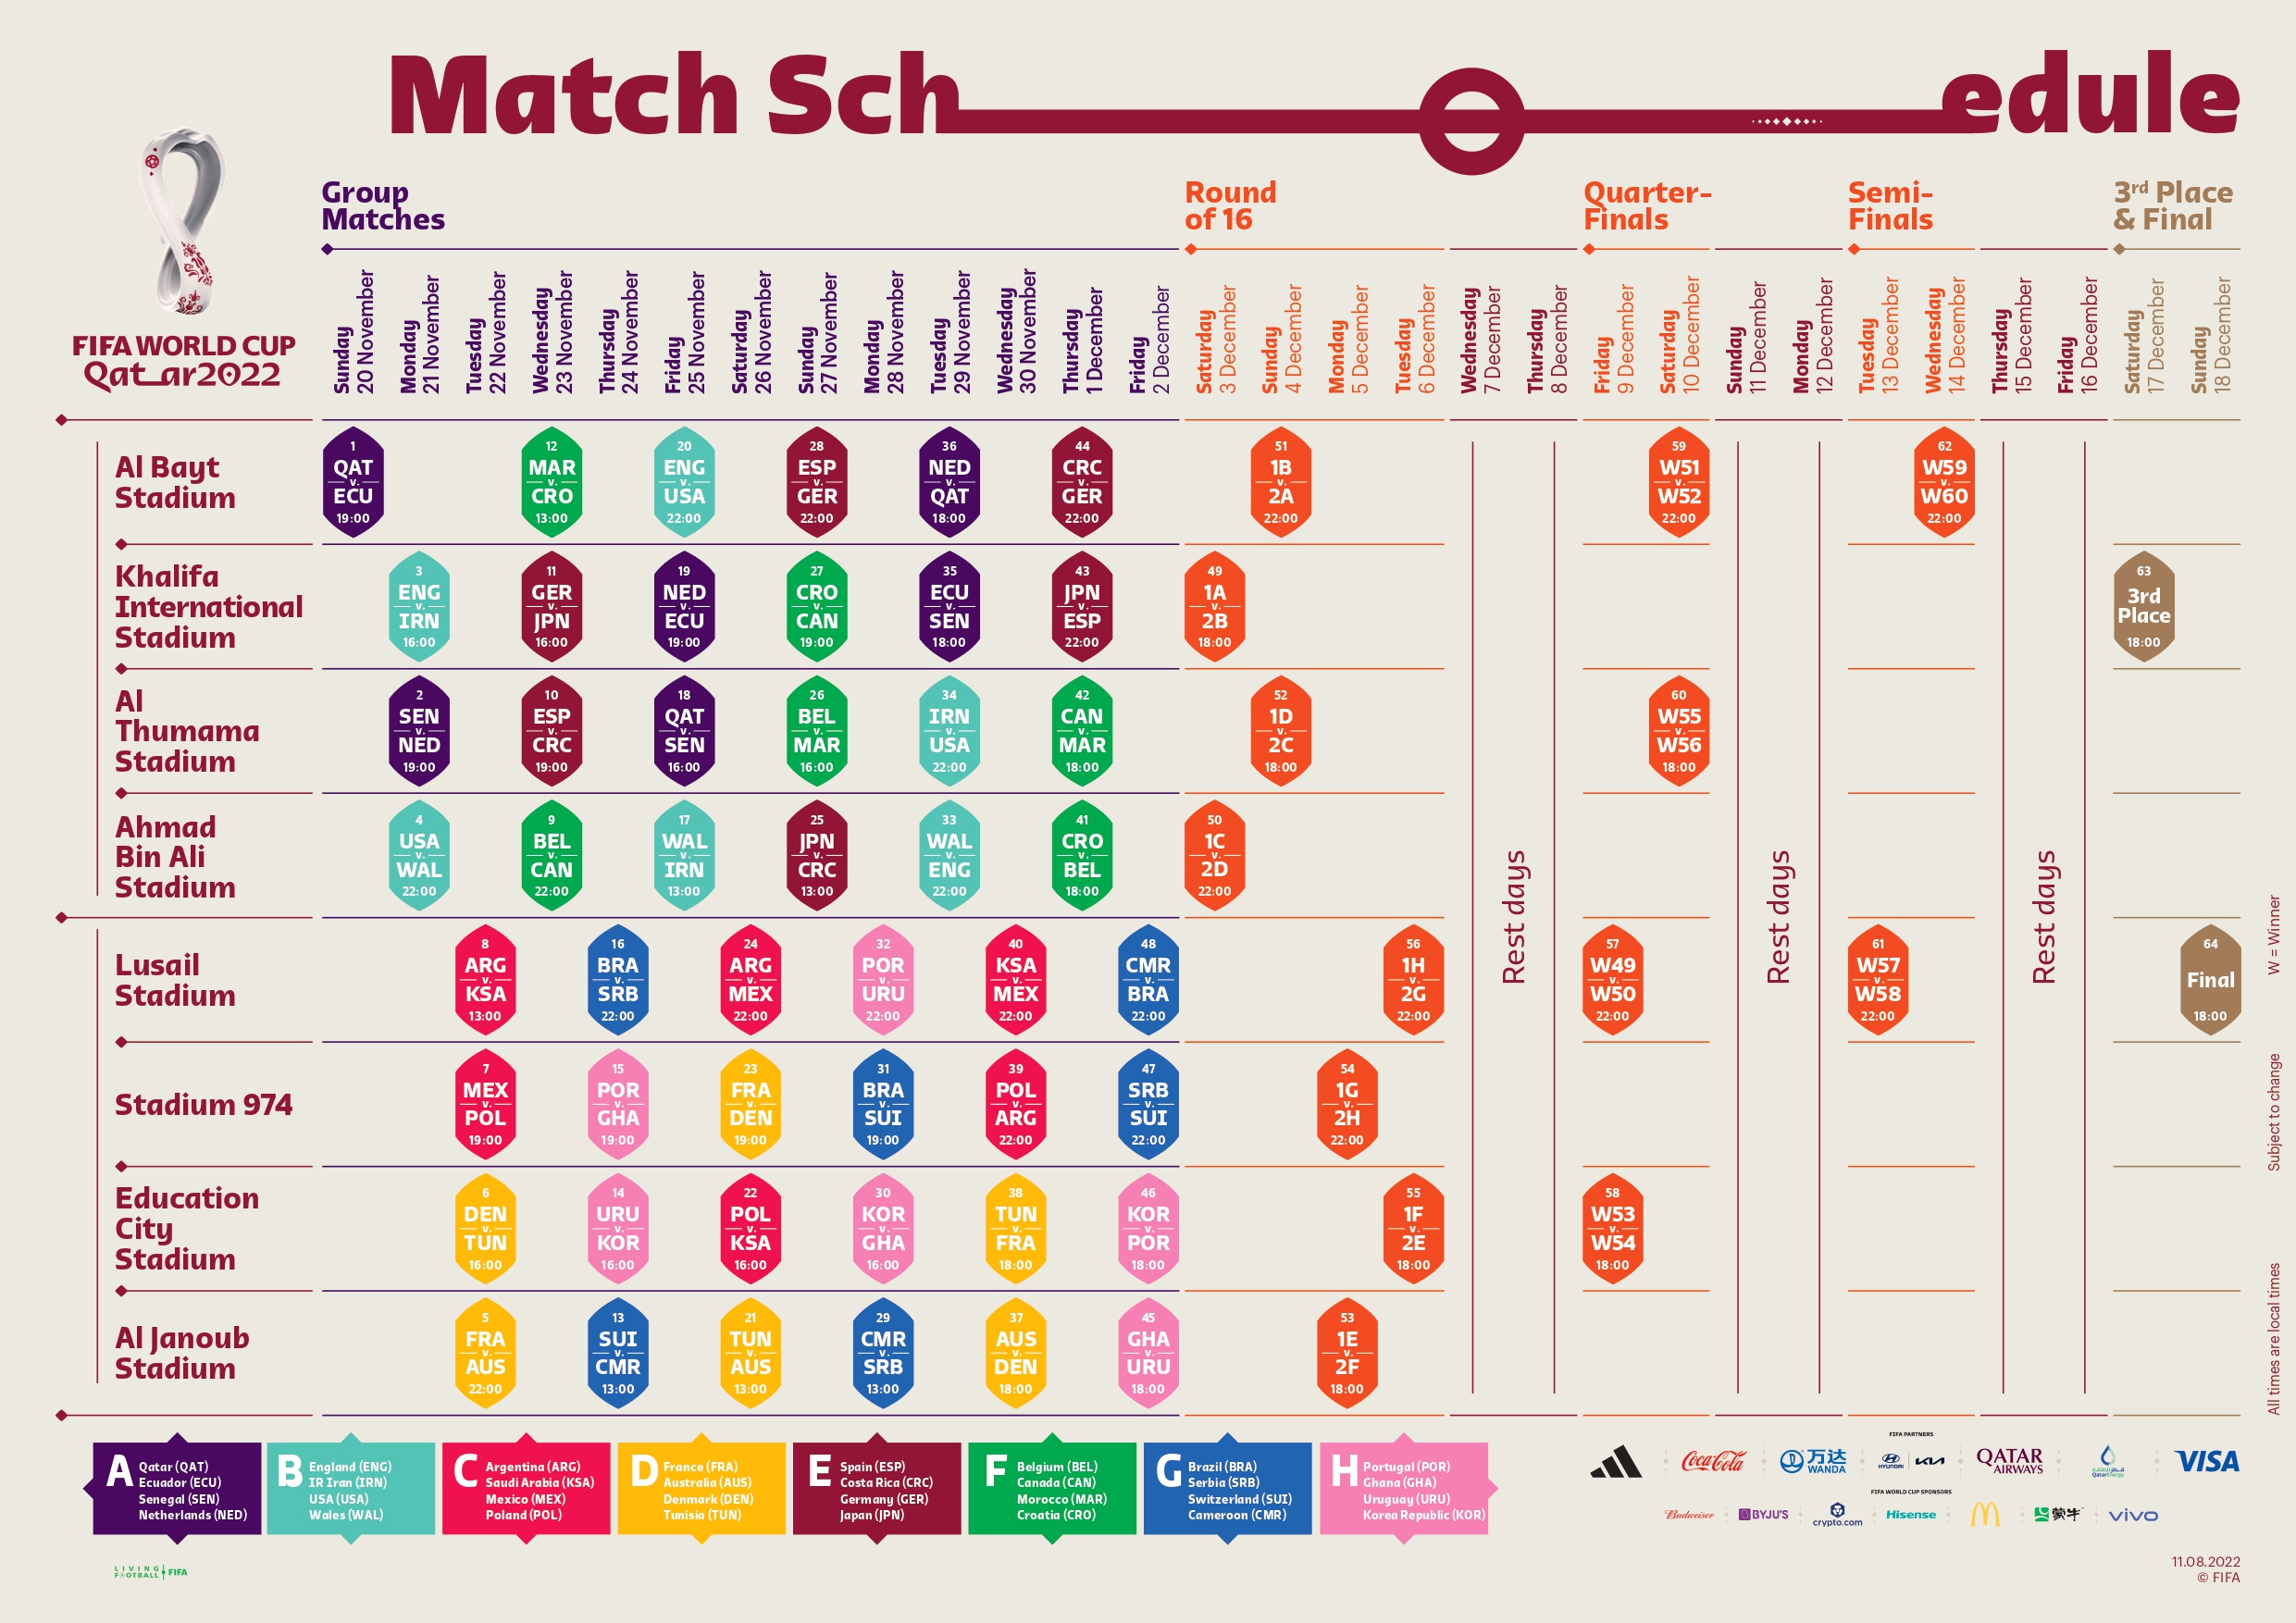 Match Schedule
FIFA WORLD CUP
Qatar2022
Group
Matches
Round
of 16
Quarter-
Finals
Semi-
Finals
3rd Place
& Final
Sunday
20 November
Monday
21 November
Tuesday
22 November
Wednesday
23 November
Thursday
24 November
Friday
25 November
Saturday
26 November
Sunday
27 November
Monday
28 November
Tuesday
29 November
Wednesday
30 November
Thursday
1 December
Friday
2 December
Saturday
3 December
Sunday
4 December
Monday
5 December
Tuesday
6 December
Wednesday
7 December
Thursday
8 December
Friday
9 December
Saturday
10 December
Sunday
11 December
Monday
12 December
Tuesday
13 December
Wednesday
14 December
Thursday
15 December
Friday
16 December
Saturday
17 December
Sunday
18 December
Al Bayt
Stadium
1
QAT
v.
ECU
19:00
12
MAR
v.
CRO
13:00
20
ENG
v.
USA
22:00
28
ESP
v.
GER
22:00
36
NED
v.
QAT
18:00
44
CRC
v.
GER
22:00
51
1B
v.
2A
22:00
59
W51
v.
W52
22:00
62
W59
v.
W60
22:00
Khalifa
International
Stadium
3
ENG
v.
IRN
16:00
11
GER
v.
JPN
16:00
19
NED
v.
ECU
19:00
27
CRO
v.
CAN
19:00
35
ECU
v.
SEN
18:00
43
JPN
v.
ESP
22:00
49
1A
v.
2B
18:00
63
3rd
Place
18:00
Al
Thumama
Stadium
2
SEN
v.
NED
19:00
10
ESP
v.
CRC
19:00
18
QAT
v.
SEN
16:00
26
BEL
v.
MAR
16:00
34
IRN
v.
USA
22:00
42
CAN
v.
MAR
18:00
52
1D
v.
2C
18:00
60
W55
v.
W56
18:00
Ahmad
Bin Ali
Stadium
4
USA
v.
WAL
22:00
9
BEL
v.
CAN
22:00
17
WAL
v.
IRN
13:00
25
JPN
v.
CRC
13:00
33
WAL
v.
ENG
22:00
41
CRO
v.
BEL
18:00
50
1C
v.
2D
22:00
Rest days
Rest days
Rest days
Lusail
Stadium
8
ARG
v.
KSA
13:00
16
BRA
v.
SRB
22:00
24
ARG
v.
MEX
22:00
32
POR
v.
URU
22:00
40
KSA
v.
MEX
22:00
48
CMR
v.
BRA
22:00
56
1H
v.
2G
22:00
57
W49
v.
W50
22:00
61
W57
v.
W58
22:00
64
Final
18:00
Stadium 974
7
MEX
v.
POL
19:00
15
POR
v.
GHA
19:00
23
FRA
v.
DEN
19:00
31
BRA
v.
SUI
19:00
39
POL
v.
ARG
22:00
47
SRB
v.
SUI
22:00
54
1G
v.
2H
22:00
Education
City
Stadium
6
DEN
v.
TUN
16:00
14
URU
v.
KOR
16:00
22
POL
v.
KSA
16:00
30
KOR
v.
GHA
16:00
38
TUN
v.
FRA
18:00
46
KOR
v.
POR
18:00
55
1F
v.
2E
18:00
58
W53
v.
W54
18:00
Al Janoub
Stadium
5
FRA
v.
AUS
22:00
13
SUI
v.
CMR
13:00
21
TUN
v.
AUS
13:00
29
CMR
v.
SRB
13:00
37
AUS
v.
DEN
18:00
45
GHA
v.
URU
18:00
53
1E
v.
2F
18:00
W = Winner
Subject to change
All times are local times
A
Qatar (QAT)
Ecuador (ECU)
Senegal (SEN)
Netherlands (NED)
B
England (ENG)
IR Iran (IRN)
USA (USA)
Wales (WAL)
C
Argentina (ARG)
Saudi Arabia (KSA)
Mexico (MEX)
Poland (POL)
D
France (FRA)
Australia (AUS)
Denmark (DEN)
Tunisia (TUN)
E
Spain (ESP)
Costa Rica (CRC)
Germany (GER)
Japan (JPN)
F
Belgium (BEL)
Canada (CAN)
Morocco (MAR)
Croatia (CRO)
G
Brazil (BRA)
Serbia (SRB)
Switzerland (SUI)
Cameroon (CMR)
H
Portugal (POR)
Ghana (GHA)
Uruguay (URU)
Korea Republic (KOR)
FIFA PARTNERS
Coca-Cola
万达
WANDA
HYUNDAI
KIA
QATAR
AIRWAYS
QatarEnergy
VISA
FIFA WORLD CUP SPONSORS
Budweiser
BYJU'S
crypto.com
Hisense
蒙牛
vivo
LIVING
FOOTBALL
FIFA
11.08.2022
© FIFA